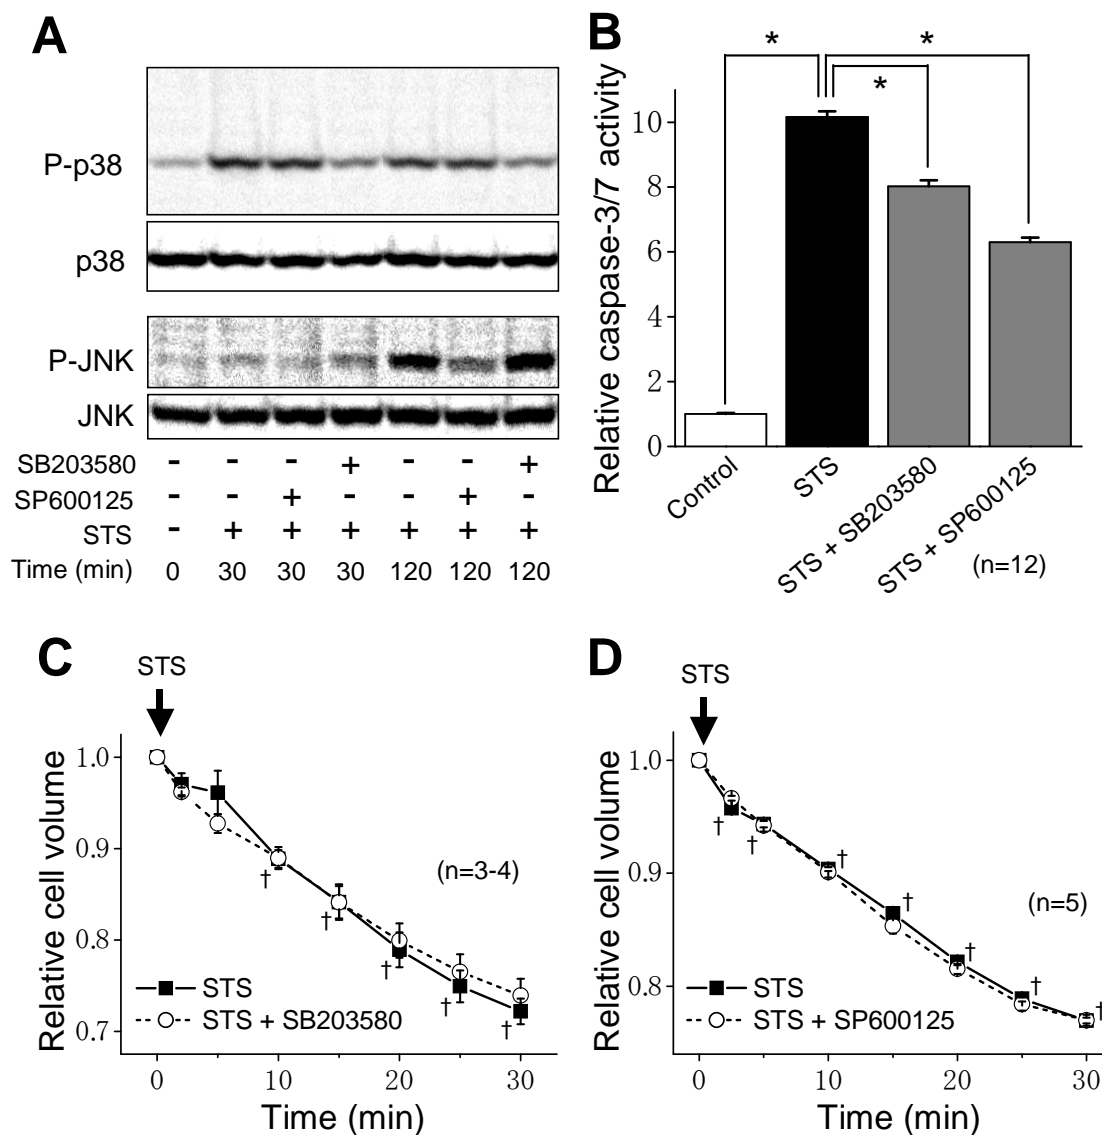 A
P-p38
p38
P-JNK
JNK
SB203580 - - - + - - +
SP600125 - - + - - + -
STS - + + + + + +
Time (min) 0 30 30 30 120 120 120
B
Relative caspase-3/7 activity
* * *
10
8
6
4
2
0
Control
STS
STS + SB203580
STS + SP600125
(n=12)
C
STS
Relative cell volume
1.0
0.9
0.8
0.7
† † † † †
(n=3-4)
STS
STS + SB203580
0 10 20 30
Time (min)
D
STS
Relative cell volume
1.0
0.9
0.8
† † † † † † †
(n=5)
STS
STS + SP600125
0 10 20 30
Time (min)